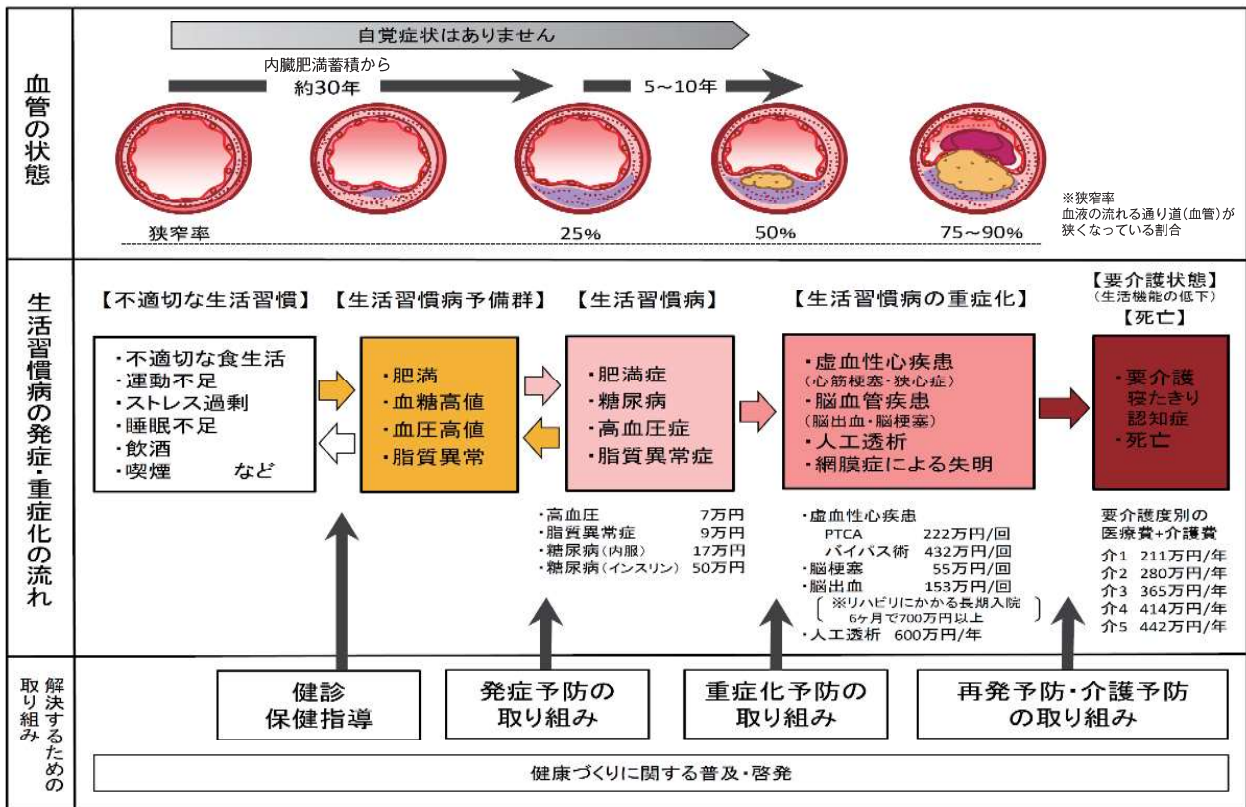 血管の状態
自覚症状はありません
内臓肥満蓄積から
約30年
5～10年
狭窄率
25%
50%
75～90%
※狭窄率
血液の流れる通り道(血管)が
狭くなっている割合
生活習慣病の発症・重症化の流れ
【不適切な生活習慣】
・不適切な食生活
・運動不足
・ストレス過剰
・睡眠不足
・飲酒
・喫煙 など
【生活習慣病予備群】
・肥満
・血糖高値
・血圧高値
・脂質異常
【生活習慣病】
・肥満症
・糖尿病
・高血圧症
・脂質異常症
・高血圧 7万円
・脂質異常症 9万円
・糖尿病(内服) 17万円
・糖尿病(インスリン) 50万円
【生活習慣病の重症化】
・虚血性心疾患
(心筋梗塞・狭心症)
・脳血管疾患
(脳出血・脳梗塞)
・人工透析
・網膜症による失明
・虚血性心疾患
PTCA 222万円/回
バイパス術 432万円/回
・脳梗塞 55万円/回
・脳出血 153万円/回
※リハビリにかかる長期入院
6ヶ月で700万円以上
・人工透析 600万円/年
【要介護状態】
(生活機能の低下)
【死亡】
・要介護
寝たきり
認知症
・死亡
要介護度別の
医療費+介護費
介1 211万円/年
介2 280万円/年
介3 365万円/年
介4 414万円/年
介5 442万円/年
解決するための
取り組み
健診
保健指導
発症予防の
取り組み
重症化予防の
取り組み
再発予防・介護予防
の取り組み
健康づくりに関する普及・啓発